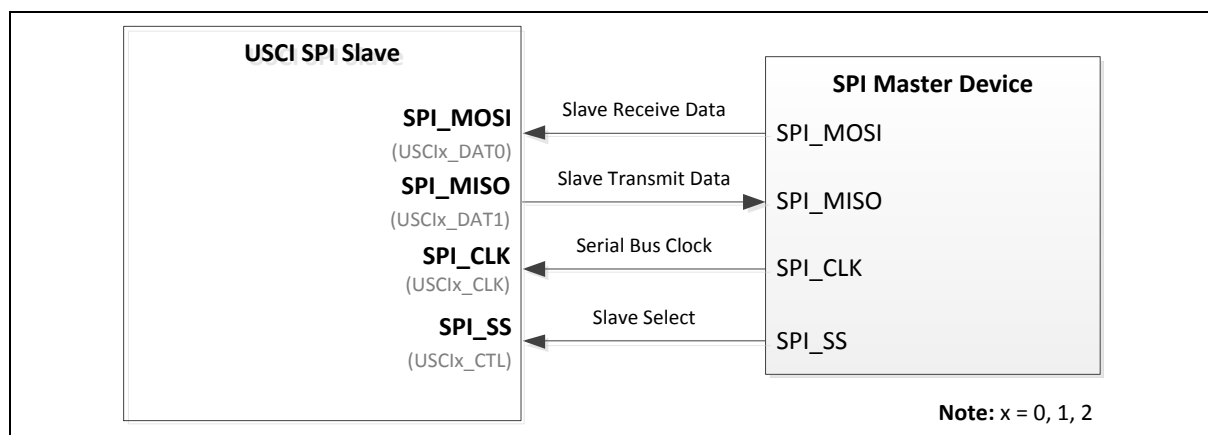 USCI SPI Slave
SPI_MOSI
(USCIx_DAT0)
SPI_MISO
(USCIx_DAT1)
SPI_CLK
(USCIx_CLK)
SPI_SS
(USCIx_CTL)
Slave Receive Data
Slave Transmit Data
Serial Bus Clock
Slave Select
SPI Master Device
SPI_MOSI
SPI_MISO
SPI_CLK
SPI_SS
Note: x = 0, 1, 2